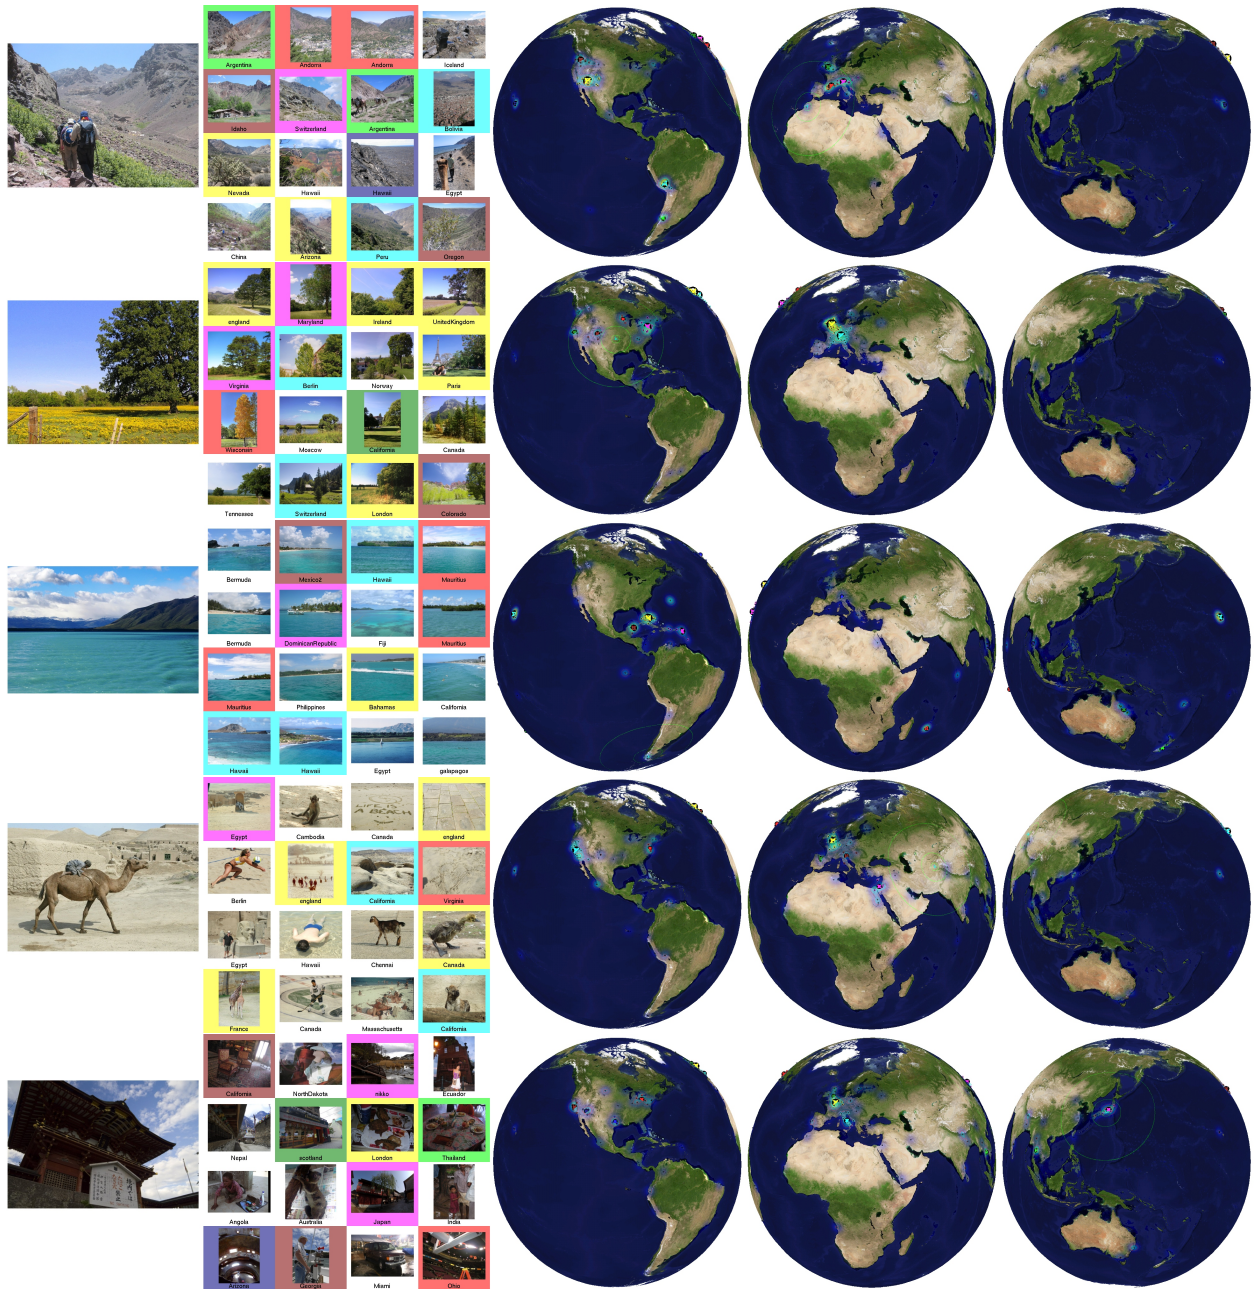 Argentina Andorra Andorra Iceland
Idaho Switzerland Argentina Bolivia
Nevada Hawaii Hawaii Egypt
China Arizona Peru Oregon
england Maryland Ireland UnitedKingdom
Virginia Berlin Norway Paris
Wisconsin Moscow California Canada
Tennessee Switzerland London Colorado
Bermuda Mexico2 Hawaii Mauritius
Bermuda DominicanRepublic Fiji Mauritius
Mauritius Philippines Bahamas California
Hawaii Hawaii Egypt galapagos
Egypt Cambodia Canada england
LIFE IS
A BEACH
Berlin england California Virginia
Egypt Hawaii Chennai Canada
France Canada Massachusetts California
California NorthDakota nikko Ecuador
Nepal scotland London Thailand
Angola Australia Japan India
Arizona Georgia Miami Ohio